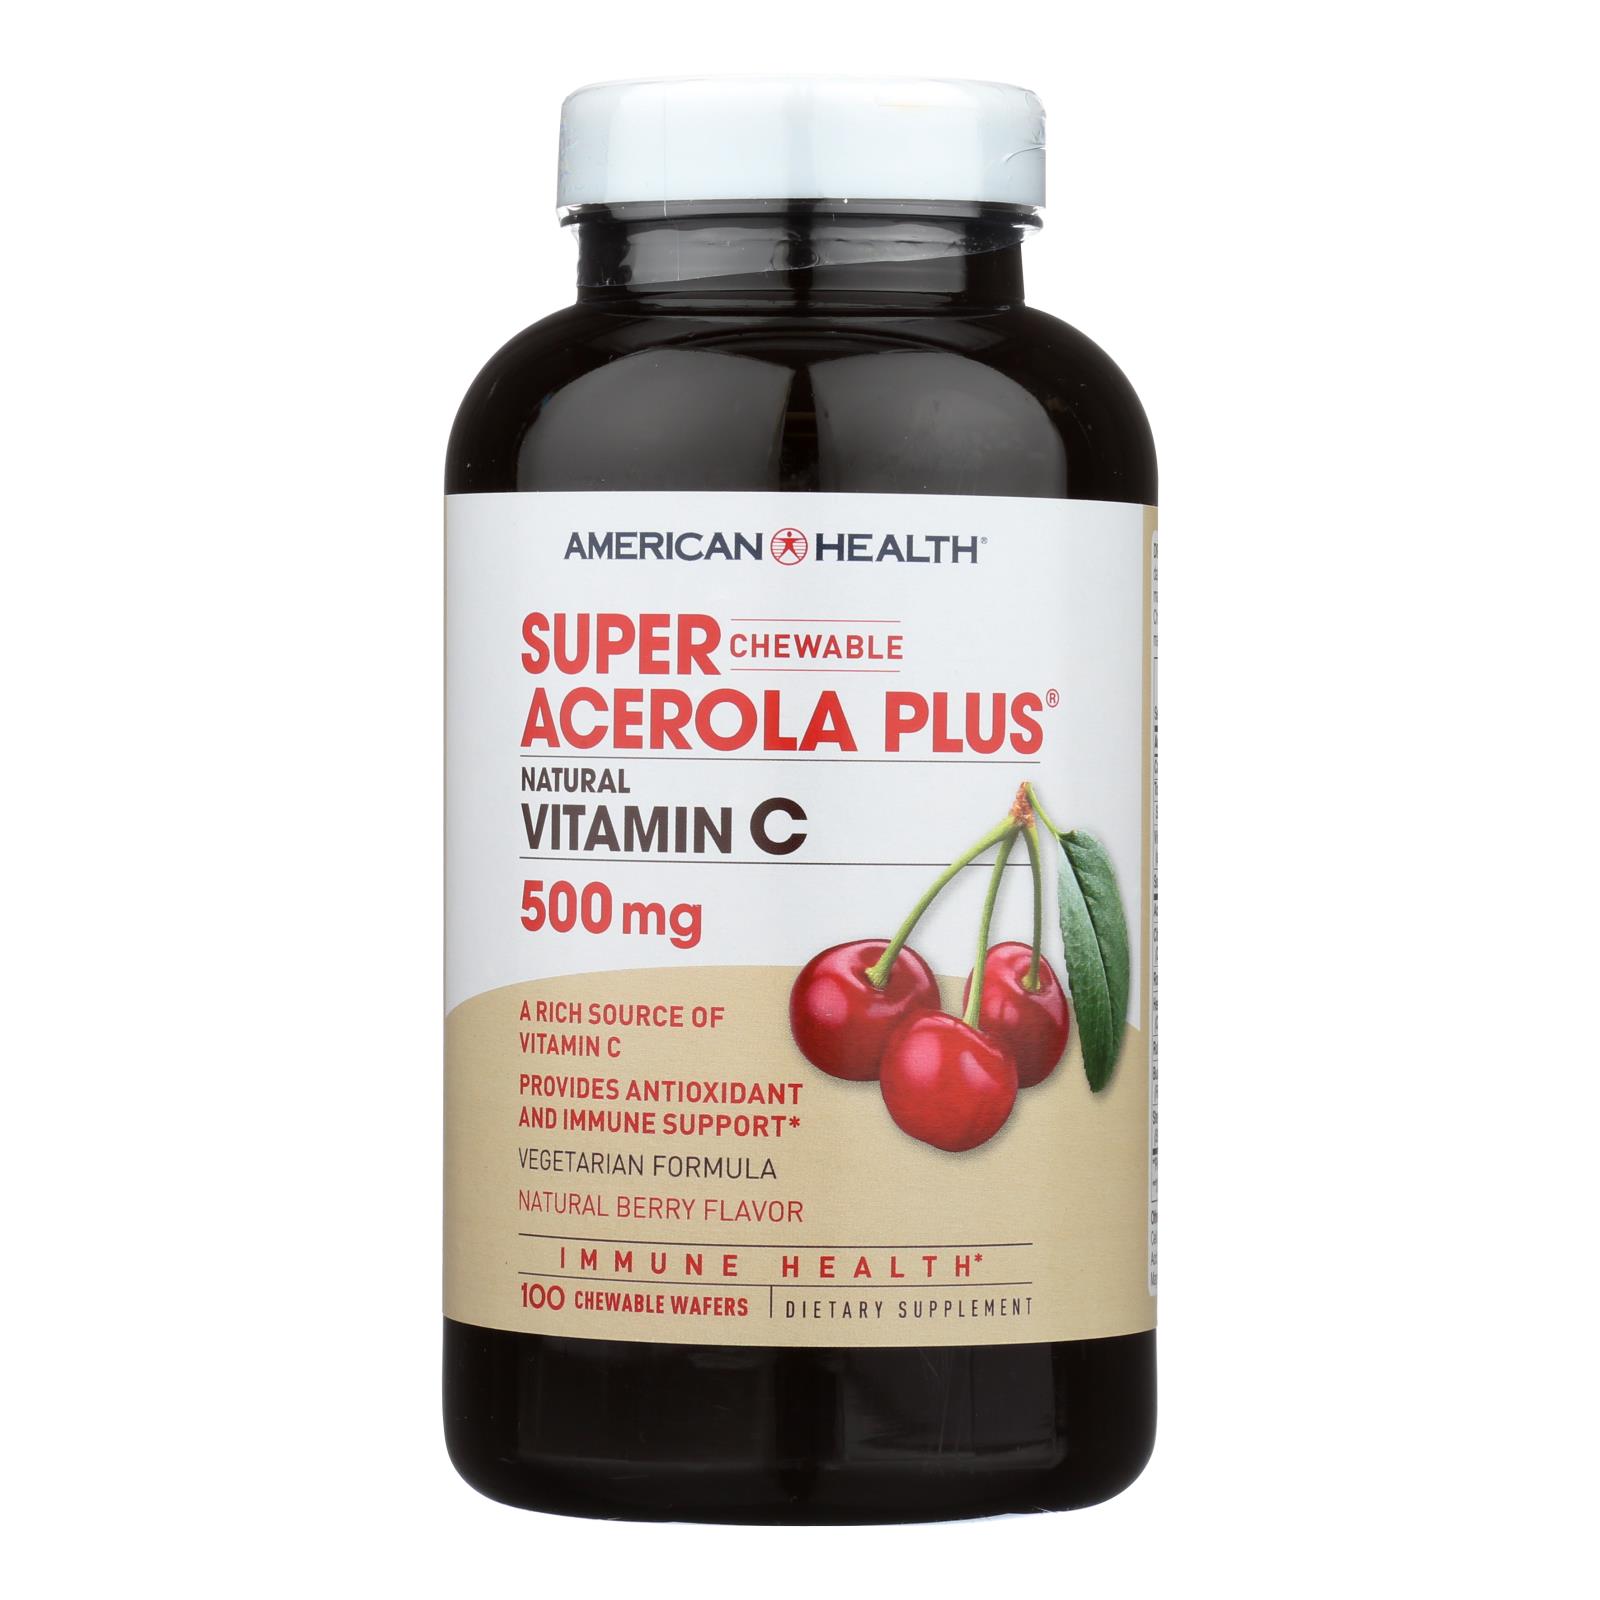 AMERICAN HEALTH®
SUPER CHEWABLE
ACEROLA PLUS®
NATURAL
VITAMIN C
500 mg
A RICH SOURCE OF
VITAMIN C
PROVIDES ANTIOXIDANT
AND IMMUNE SUPPORT*
VEGETARIAN FORMULA
NATURAL BERRY FLAVOR
IMMUNE HEALTH*
100 CHEWABLE WAFERS | DIETARY SUPPLEMENT